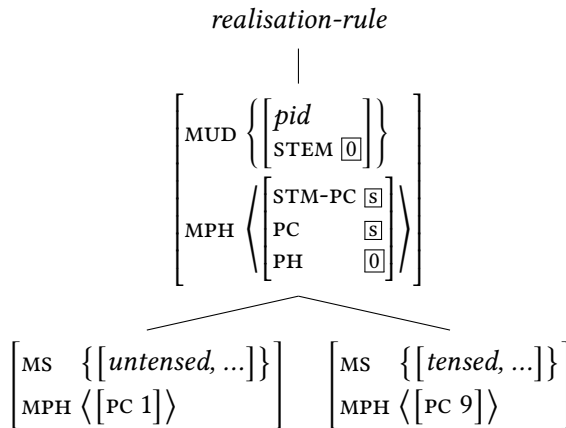 realisation-rule
MUD { [ pid
STEM 0 ] }
MPH ⟨ [ STM-PC s
PC s
PH 0 ] ⟩
MS {[untensed, ...]} MS {[tensed, ...]}
MPH ⟨[PC 1]⟩ MPH ⟨[PC 9]⟩